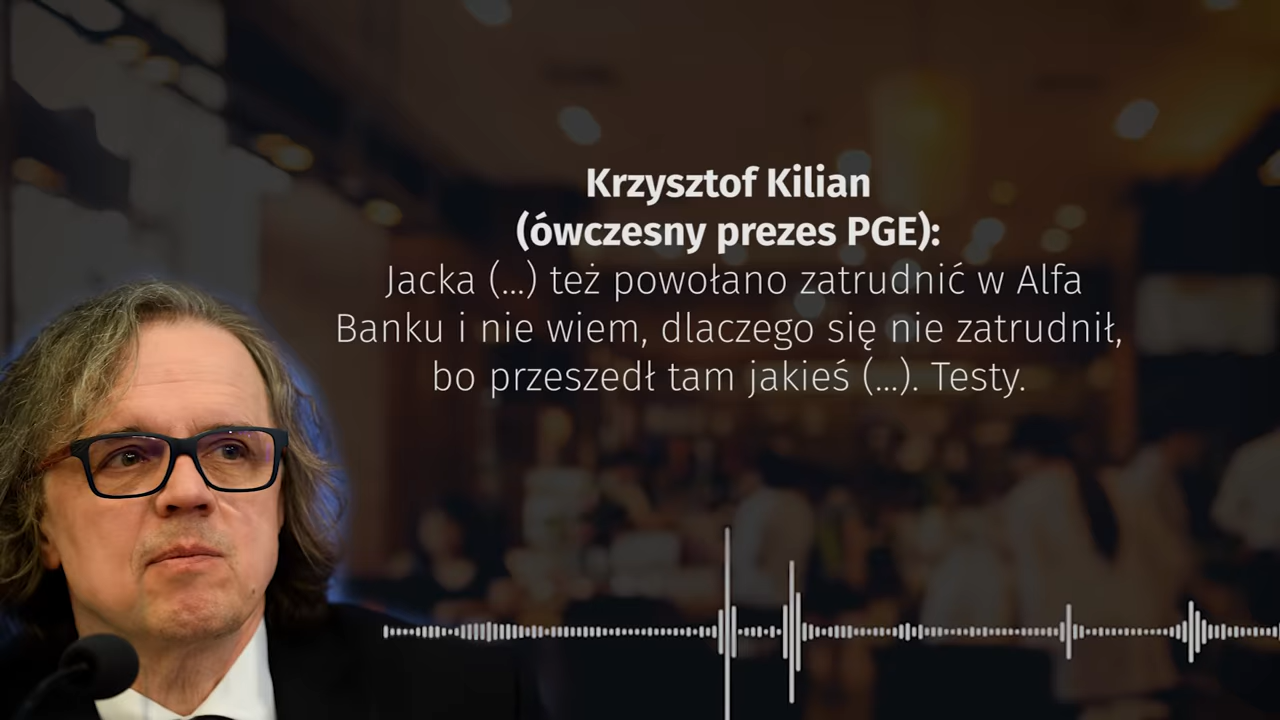 Krzysztof Kilian
(ówczesny prezes PGE):
Jacka (...) też powołano zatrudnić w Alfa
Banku i nie wiem, dlaczego się nie zatrudnił,
bo przeszedł tam jakieś (...). Testy.